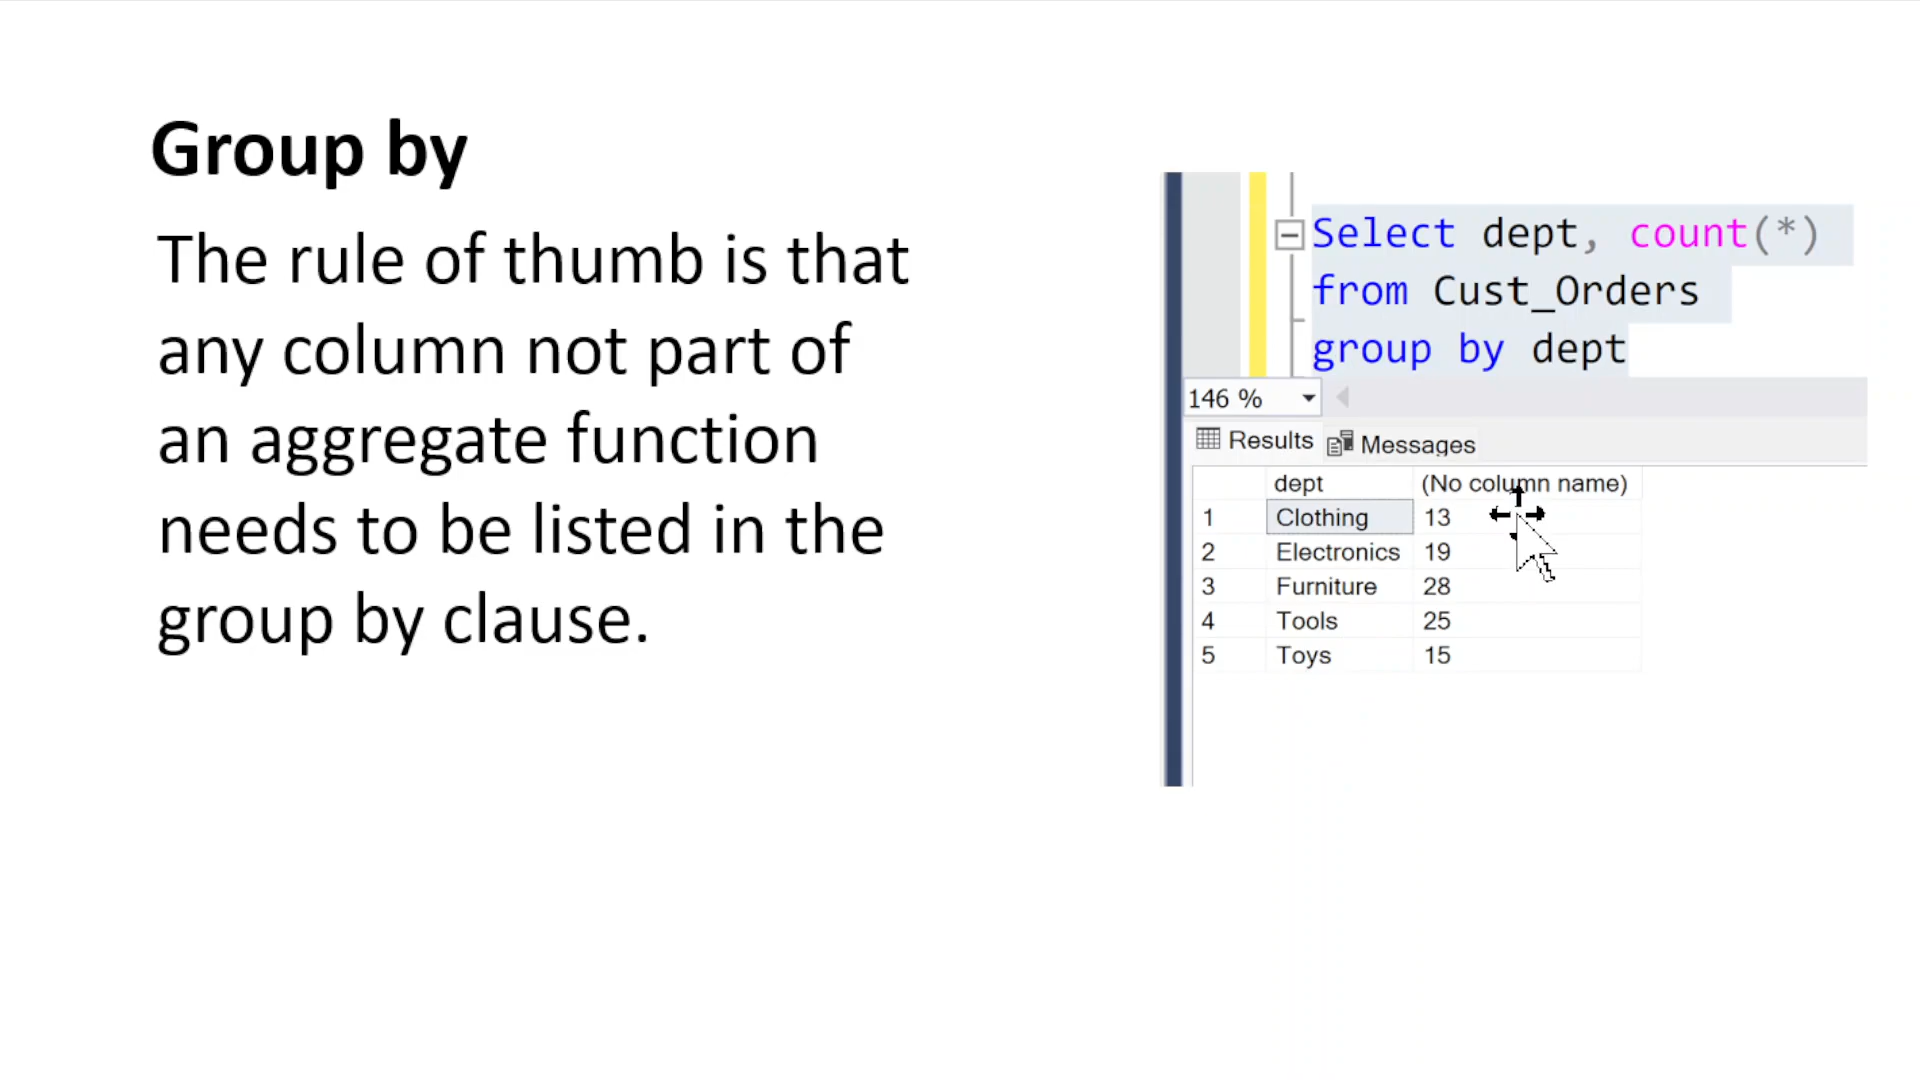 Group by
The rule of thumb is that
any column not part of
an aggregate function
needs to be listed in the
group by clause.
Select dept, count(*)
from Cust_Orders
group by dept
146 %
Results Messages
dept (No column name)
1 Clothing 13
2 Electronics 19
3 Furniture 28
4 Tools 25
5 Toys 15